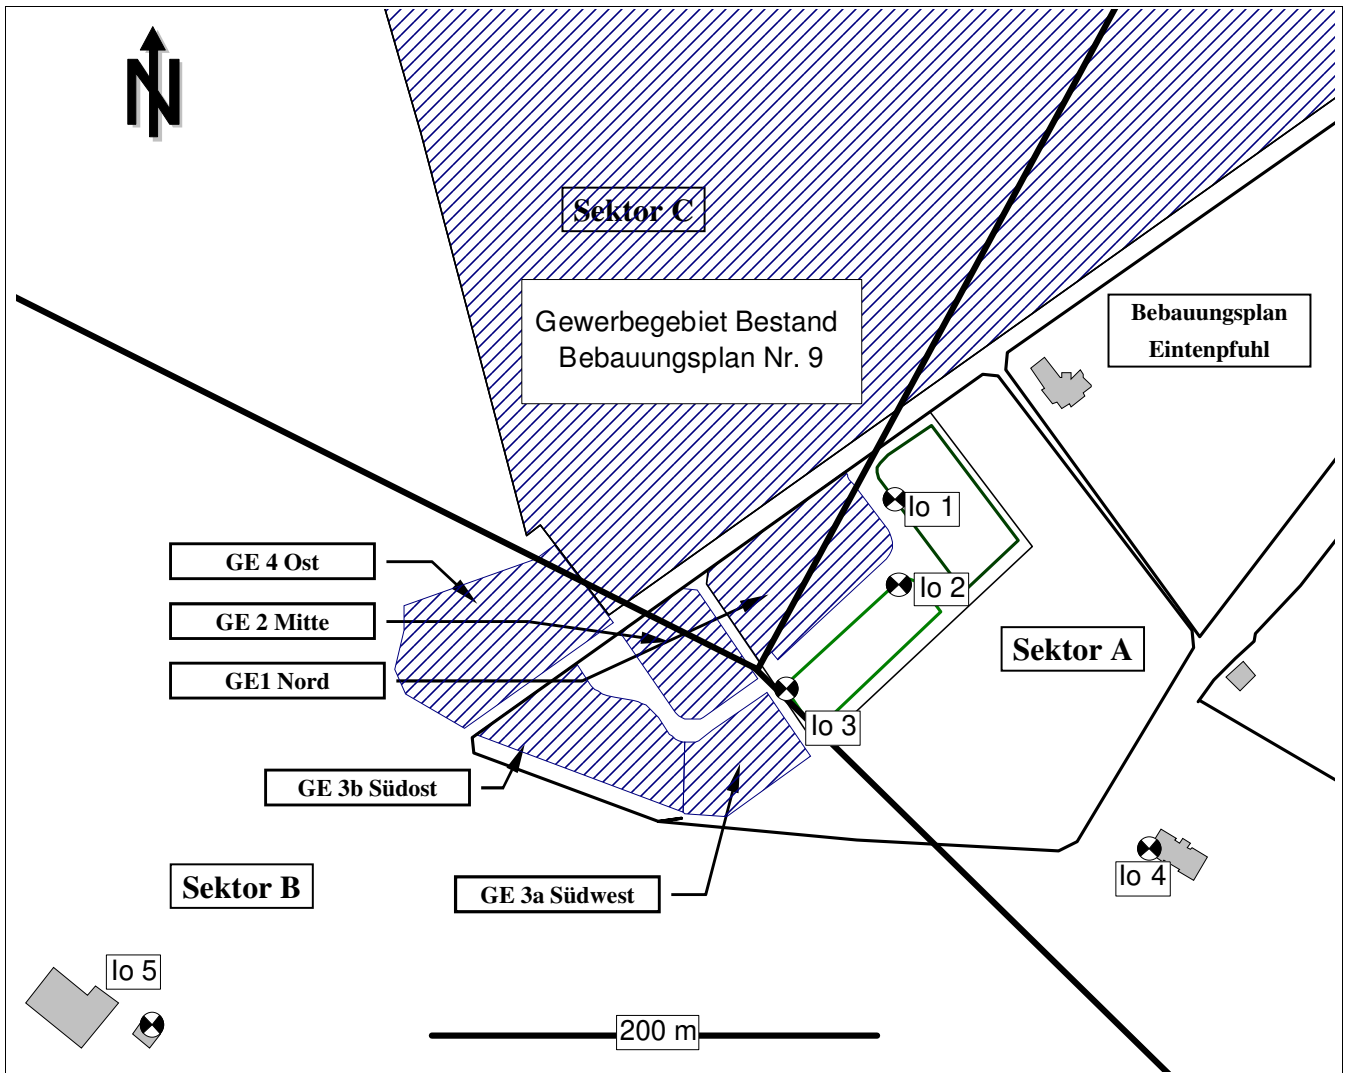 N
Sektor C
Gewerbegebiet Bestand
Bebauungsplan Nr. 9
Bebauungsplan
Eintenpfuhl
Io 1
GE 4 Ost
Io 2
GE 2 Mitte
Sektor A
GE1 Nord
Io 3
GE 3b Südost
Io 4
Sektor B
GE 3a Südwest
Io 5
200 m